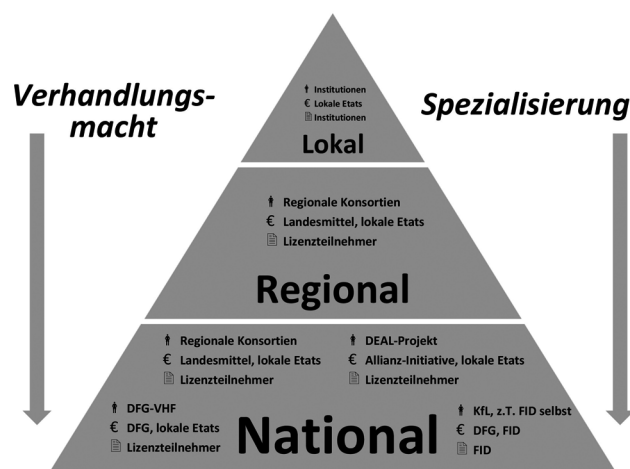 Verhandlungs-
macht
Spezialisierung
Institutionen
€ Lokale Etats
Institutionen
Lokal
Regionale Konsortien
€ Landesmittel, lokale Etats
Lizenzteilnehmer
Regional
Regionale Konsortien
€ Landesmittel, lokale Etats
Lizenzteilnehmer
DEAL-Projekt
€ Allianz-Initiative, lokale Etats
Lizenzteilnehmer
DFG-VHF
€ DFG, lokale Etats
Lizenzteilnehmer
National
KfL, z.T. FID selbst
€ DFG, FID
FID